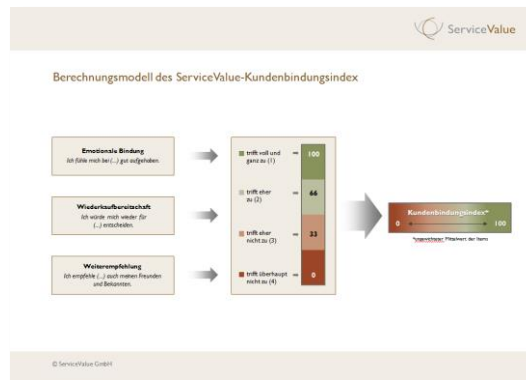 ServiceValue
Berechnungsmodell des ServiceValue-Kundenbindungsindex
Emotionale Bindung
Ich fühle mich bei (...) gut aufgehoben.
Wiederkaufbereitschaft
Ich würde mich wieder für
(...) entscheiden.
Weiterempfehlung
Ich empfehle (...) auch meinen Freunden
und Bekannten.
trifft voll und
ganz zu (1)
100
trifft eher
zu (2)
66
trifft eher
nicht zu (3)
33
trifft überhaupt
nicht zu (4)
0
Kundenbindungsindex*
0
100
*ungewichteter Mittelwert der Items
© ServiceValue GmbH